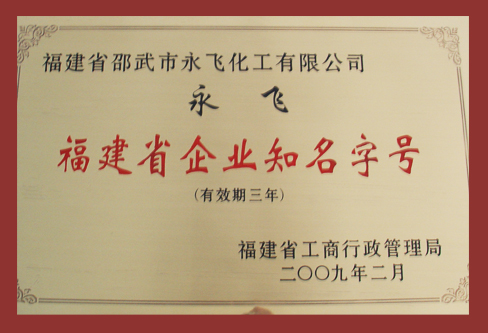 福建省邵武市永飞化工有限公司
永飞
福建省企业知名字号
(有效期三年)
福建省工商行政管理局
二〇〇九年二月